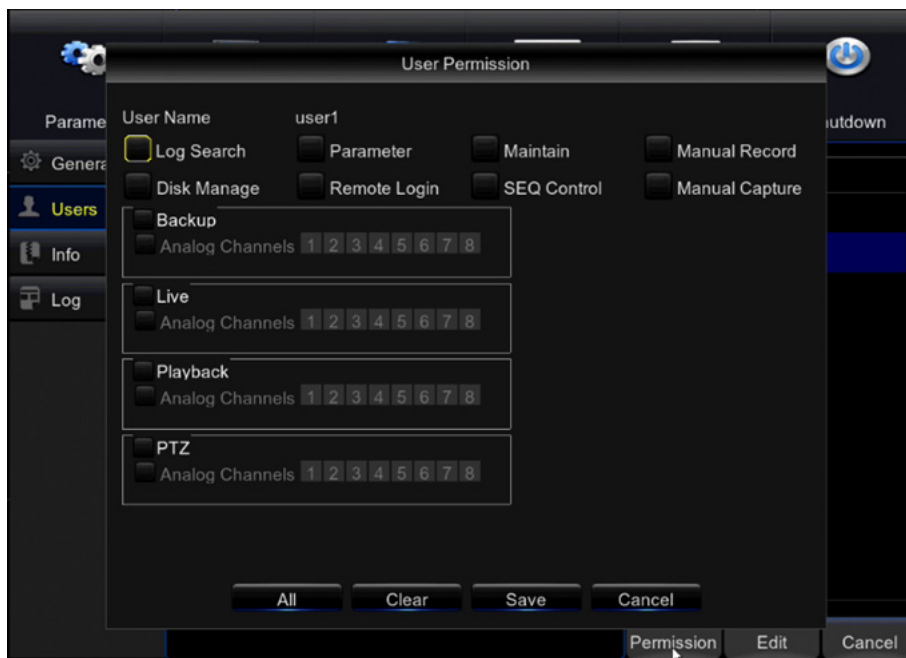 User Permission
Parame
utdown
User Name user1
Log Search Parameter Maintain Manual Record
Genera
Disk Manage Remote Login SEQ Control Manual Capture
Users
Backup
Analog Channels 1 2 3 4 5 6 7 8
Info
Live
Log
Analog Channels 1 2 3 4 5 6 7 8
Playback
Analog Channels 1 2 3 4 5 6 7 8
PTZ
Analog Channels 1 2 3 4 5 6 7 8
All Clear Save Cancel
Permission Edit Cancel